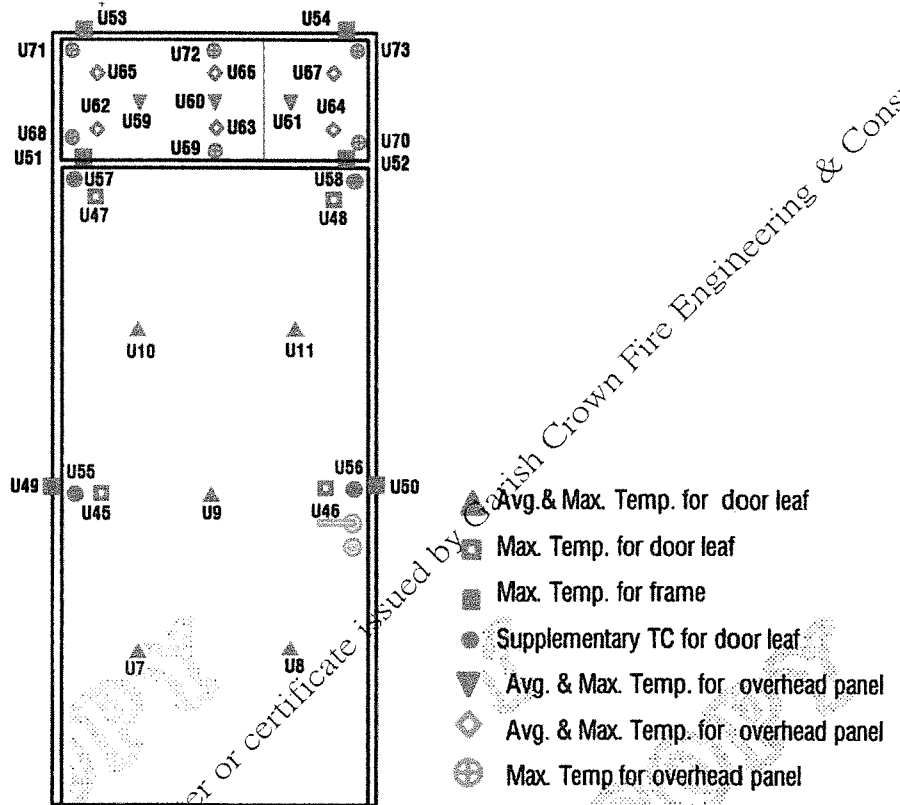 U53 U54
U71 U72 U73
U65 U66 U67
U62 U59 U60 U61 U64
U68 U63 U70
U51 U69 U52
U57 U58
U47 U48
U10 U11
U49 U55 U56 U50
U45 U9 U46
U7 U8
Avg.& Max. Temp. for door leaf
Max. Temp. for door leaf
Max. Temp. for frame
Supplementary TC for door leaf
Avg. & Max. Temp. for overhead panel
Avg. & Max. Temp. for overhead panel
Max. Temp for overhead panel
or certificate issued by Garish Crown Fire Engineering &